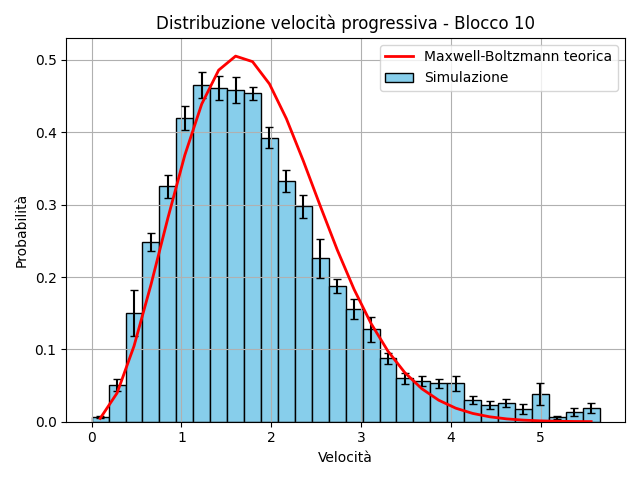 Distribuzione velocità progressiva - Blocco 10
Maxwell-Boltzmann teorica
Simulazione
Probabilità
0.5
0.4
0.3
0.2
0.1
0.0
0 1 2 3 4 5
Velocità